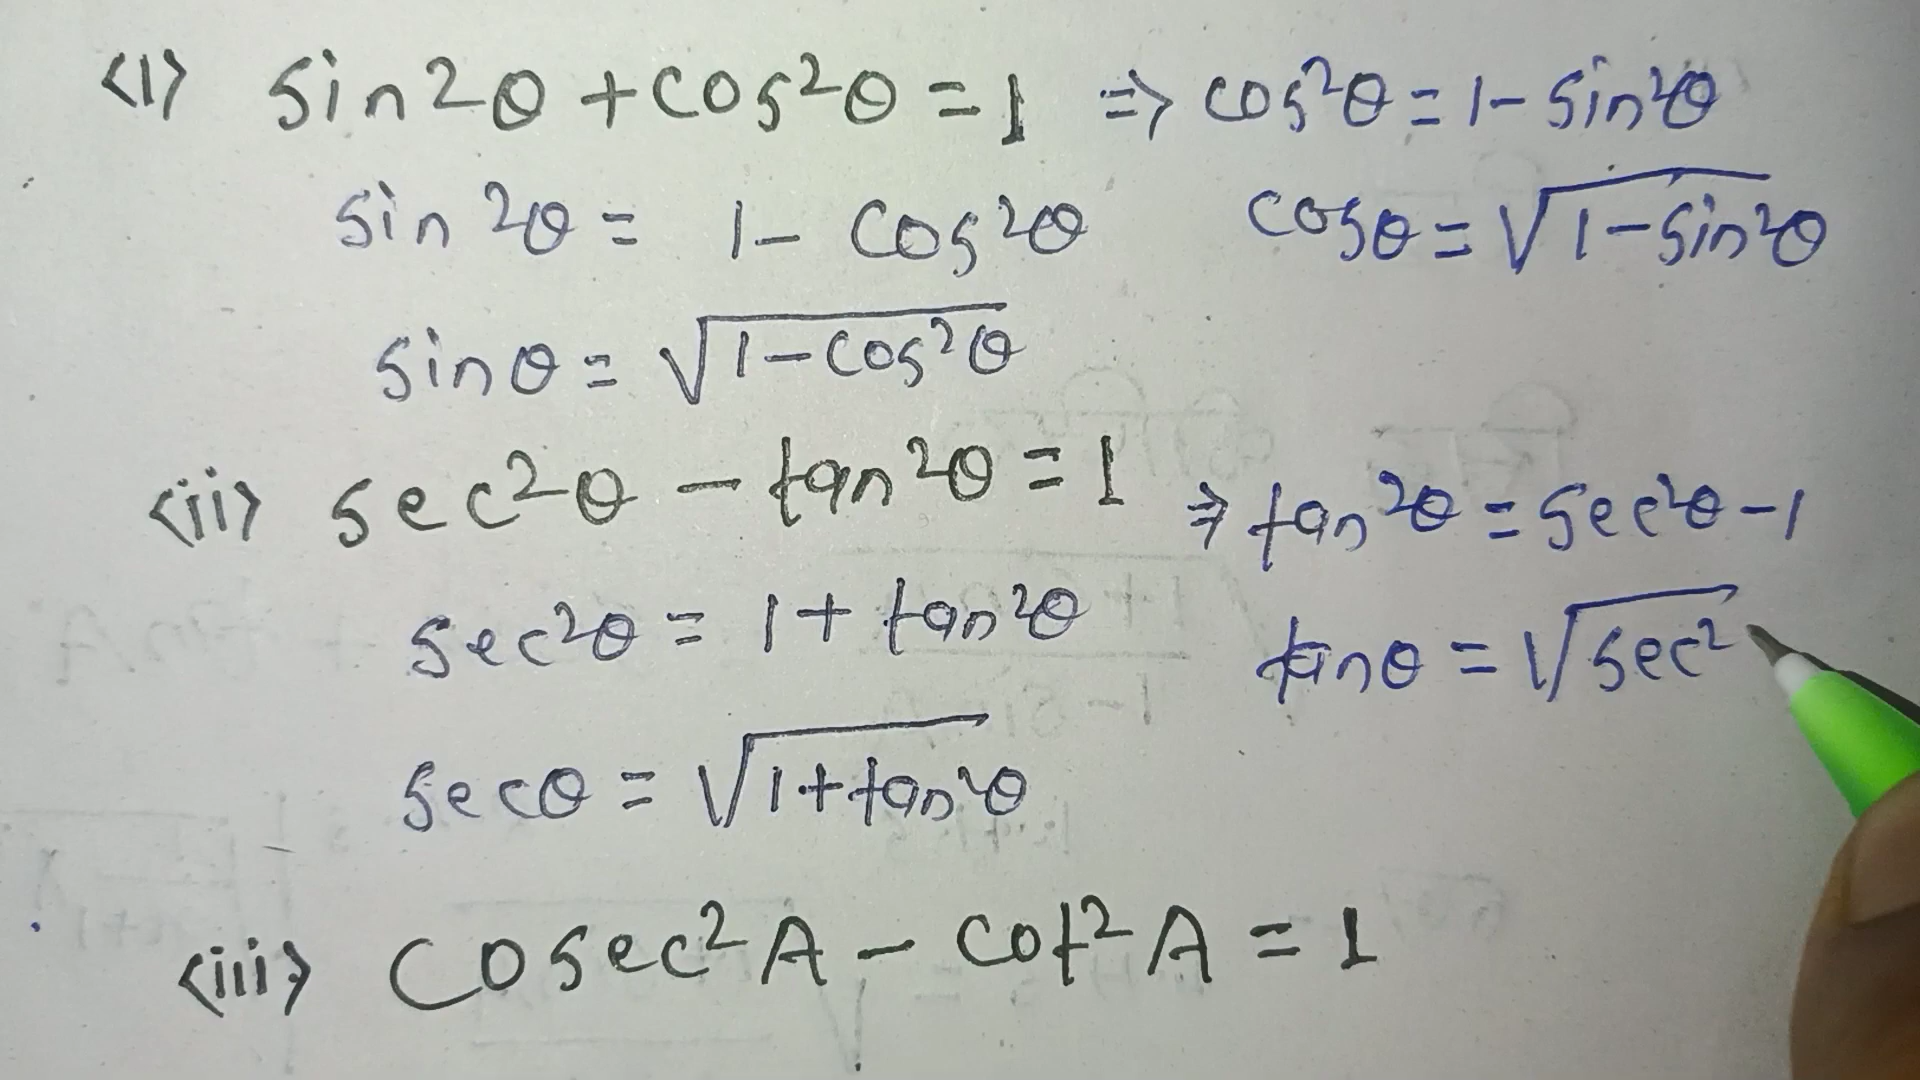 <i> sin2θ + cos²θ = 1 ⇒ cos²θ = 1 - sin²θ
sin²θ = 1 - cos²θ cosθ = √1 - sin²θ
sinθ = √1 - cos²θ
<ii> sec²θ - tan²θ = 1 ⇒ tan²θ = sec²θ - 1
sec²θ = 1 + tan²θ tanθ = √sec²
secθ = √1 + tan²θ
<iii> cosec²A - cot²A = 1